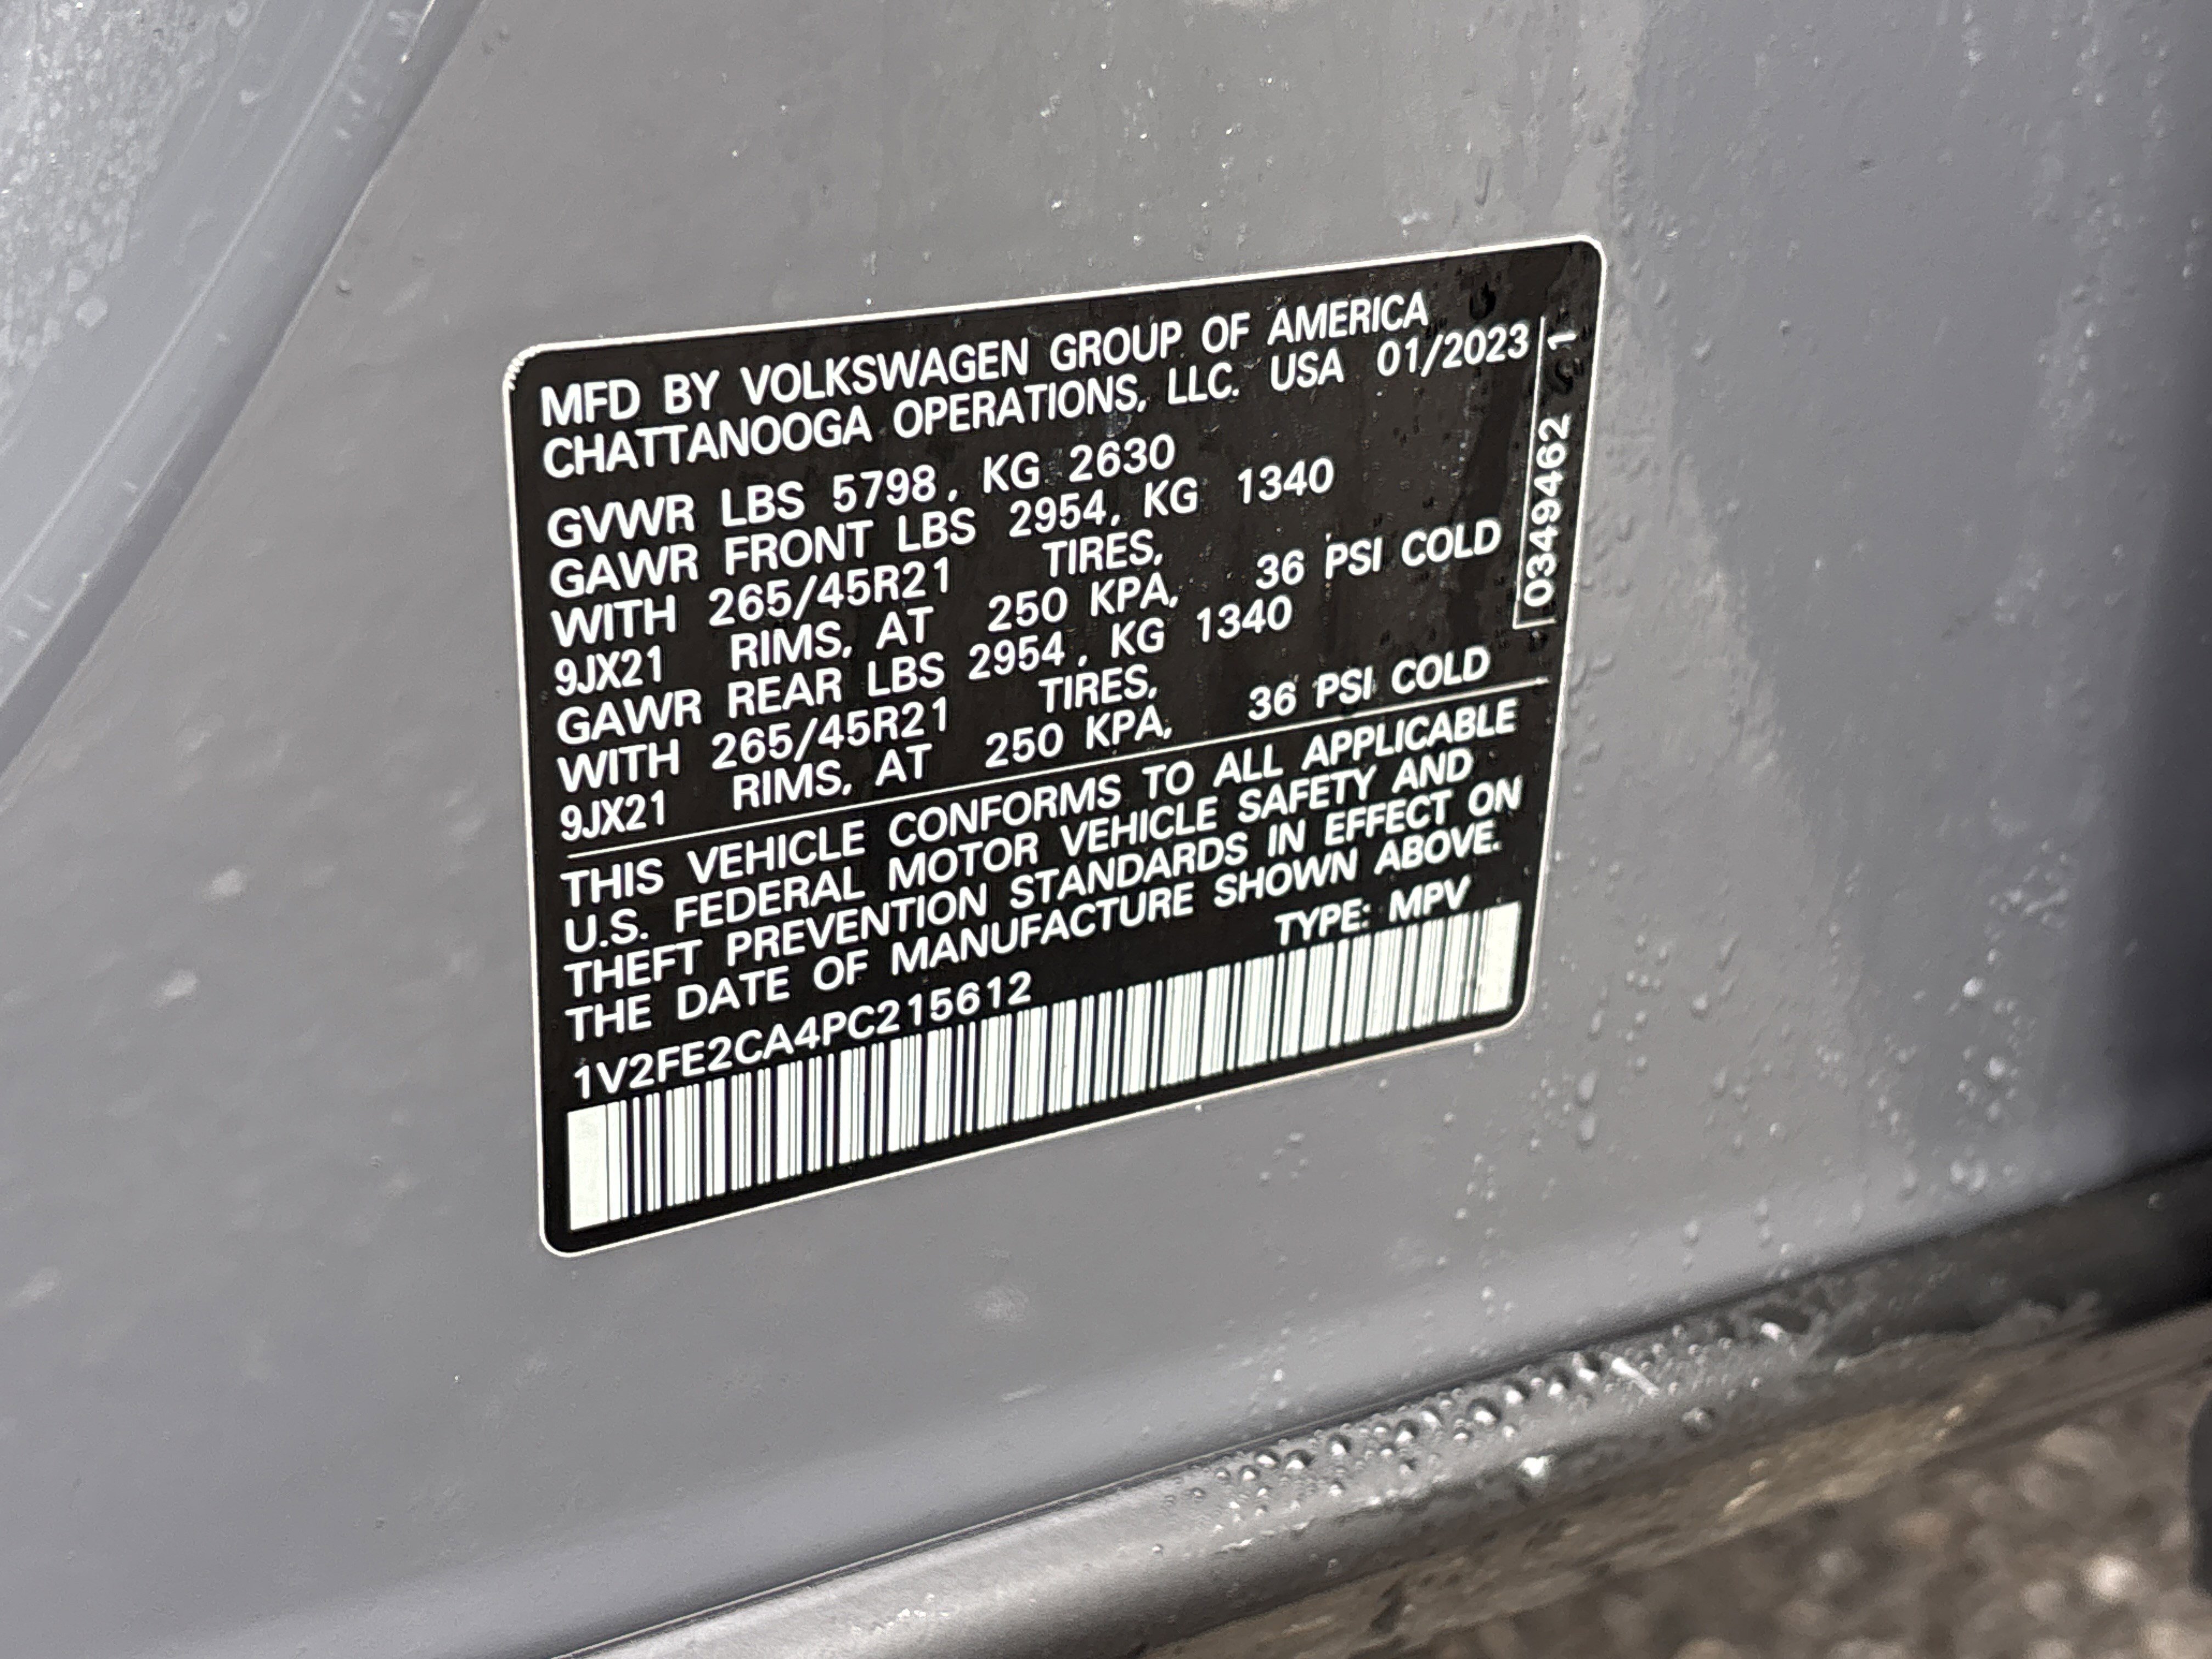 MFD BY VOLKSWAGEN GROUP OF AMERICA
CHATTANOOGA OPERATIONS, LLC. USA 01/2023
GVWR LBS 5798, KG 2630
GAWR FRONT LBS 2954, KG 1340
WITH 265/45R21 TIRES,
9JX21 RIMS, AT 250 KPA, 36 PSI COLD
GAWR REAR LBS 2954, KG 1340
WITH 265/45R21 TIRES,
9JX21 RIMS, AT 250 KPA, 36 PSI COLD
THIS VEHICLE CONFORMS TO ALL APPLICABLE
U.S. FEDERAL MOTOR VEHICLE SAFETY AND
THEFT PREVENTION STANDARDS IN EFFECT ON
THE DATE OF MANUFACTURE SHOWN ABOVE.
1V2FE2CA4PC215612 TYPE: MPV
03494462 1